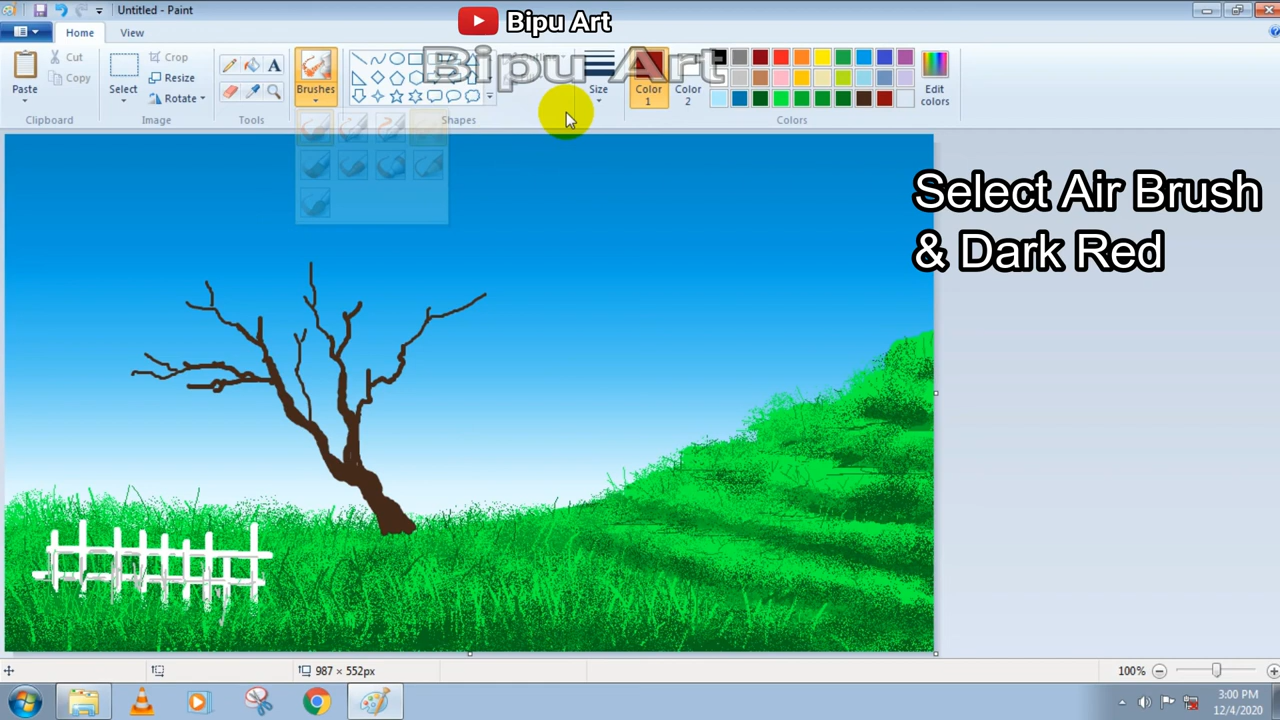 Untitled - Paint
Bipu Art
Home
View
Bipu Art
Paste
Cut
Copy
Clipboard
Select
Crop
Resize
Rotate
Image
A
Tools
Brushes
Shapes
Size
Color
1
Color
2
Edit
colors
Colors
Select Air Brush
& Dark Red
987 × 552px
100%
3:00 PM
12/4/2020